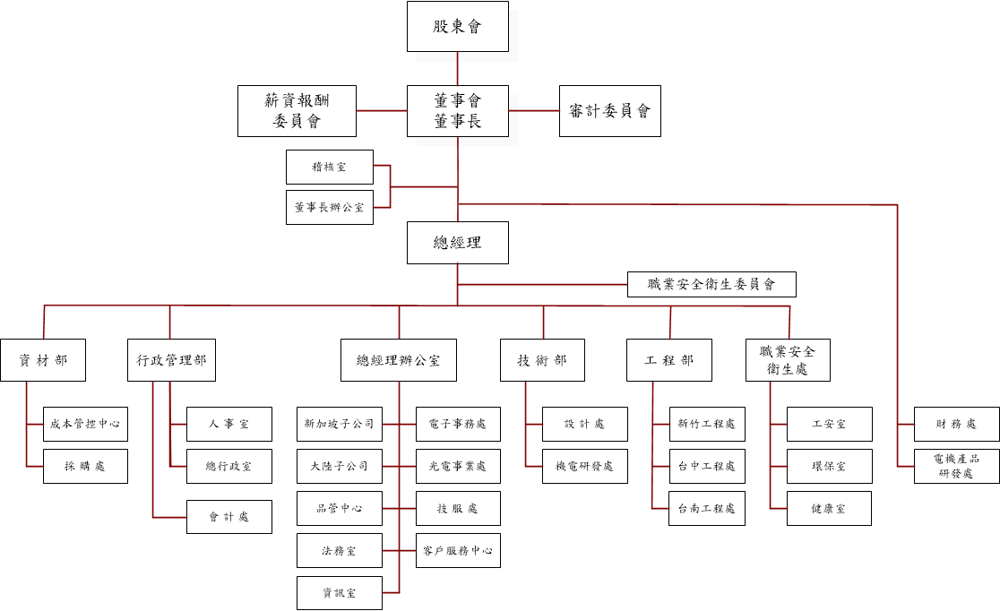 股東會
薪資報酬
委員會
董事會
董事長
審計委員會
稽核室
董事長辦公室
總經理
職業安全衛生委員會
資材部
行政管理部
總經理辦公室
技術部
工程部
職業安全
衛生處
成本管控中心
採購處
人事室
總行政室
會計處
新加坡子公司
大陸子公司
品管中心
法務室
資訊室
電子事務處
光電事業處
技服處
客戶服務中心
設計處
機電研發處
新竹工程處
台中工程處
台南工程處
工安室
環保室
健康室
財務處
電機產品
研發處